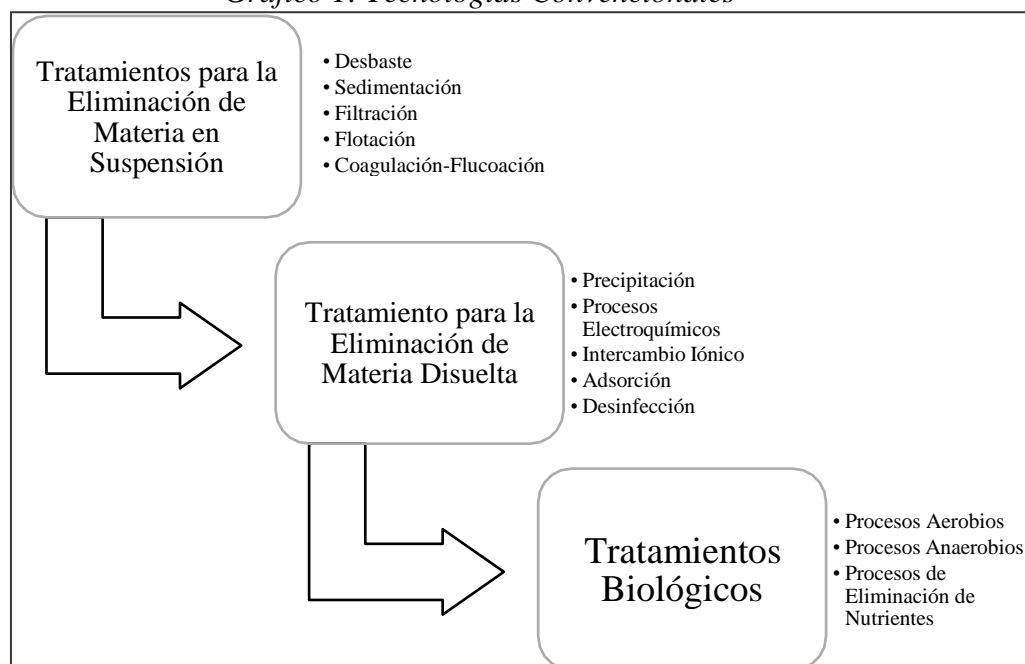 Gráfico 1. Tecnologías Convencionales
Tratamientos para la
Eliminación de
Materia en
Suspensión
• Desbaste
• Sedimentación
• Filtración
• Flotación
• Coagulación-Flucoación
Tratamiento para la
Eliminación de
Materia Disuelta
• Precipitación
• Procesos
Electroquímicos
• Intercambio Iónico
• Adsorción
• Desinfección
Tratamientos
Biológicos
• Procesos Aerobios
• Procesos Anaerobios
• Procesos de
Eliminación de
Nutrientes